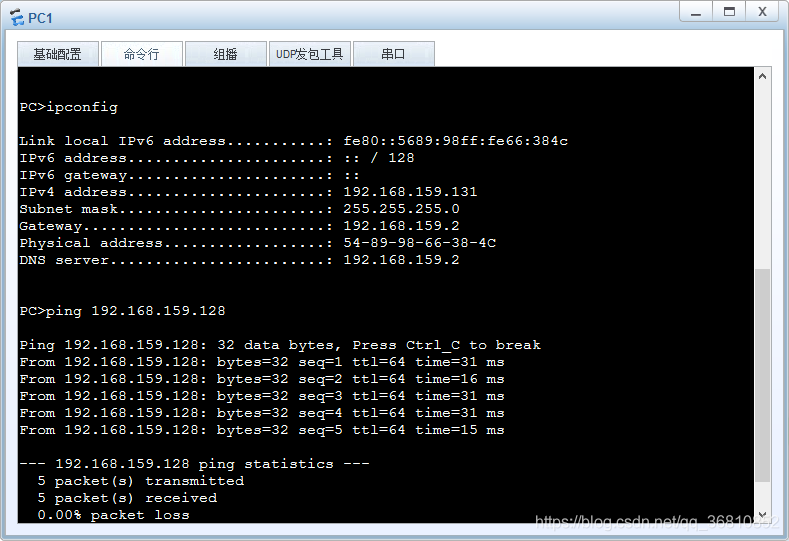 PC1
X
基础配置 命令行 组播 UDP发包工具 串口
PC>ipconfig
Link local IPv6 address...........: fe80::5689:98ff:fe66:384c
IPv6 address......................: :: / 128
IPv6 gateway......................: ::
IPv4 address......................: 192.168.159.131
Subnet mask.......................: 255.255.255.0
Gateway...........................: 192.168.159.2
Physical address..................: 54-89-98-66-38-4C
DNS server........................: 192.168.159.2
PC>ping 192.168.159.128
Ping 192.168.159.128: 32 data bytes, Press Ctrl_C to break
From 192.168.159.128: bytes=32 seq=1 ttl=64 time=31 ms
From 192.168.159.128: bytes=32 seq=2 ttl=64 time=16 ms
From 192.168.159.128: bytes=32 seq=3 ttl=64 time=31 ms
From 192.168.159.128: bytes=32 seq=4 ttl=64 time=31 ms
From 192.168.159.128: bytes=32 seq=5 ttl=64 time=15 ms
--- 192.168.159.128 ping statistics ---
5 packet(s) transmitted
5 packet(s) received
0.00% packet loss